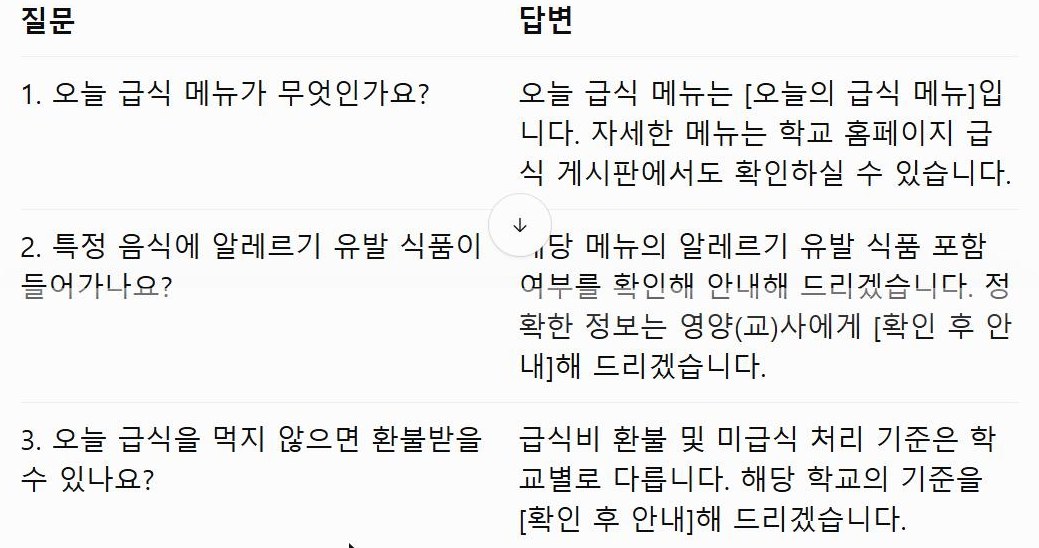 질문
답변
1. 오늘 급식 메뉴가 무엇인가요?
오늘 급식 메뉴는 [오늘의 급식 메뉴]입
니다. 자세한 메뉴는 학교 홈페이지 급
식 게시판에서도 확인하실 수 있습니다.
2. 특정 음식에 알레르기 유발 식품이
들어가나요?
해당 메뉴의 알레르기 유발 식품 포함
여부를 확인해 안내해 드리겠습니다. 정
확한 정보는 영양(교)사에게 [확인 후 안
내]해 드리겠습니다.
3. 오늘 급식을 먹지 않으면 환불받을
수 있나요?
급식비 환불 및 미급식 처리 기준은 학
교별로 다릅니다. 해당 학교의 기준을
[확인 후 안내]해 드리겠습니다.